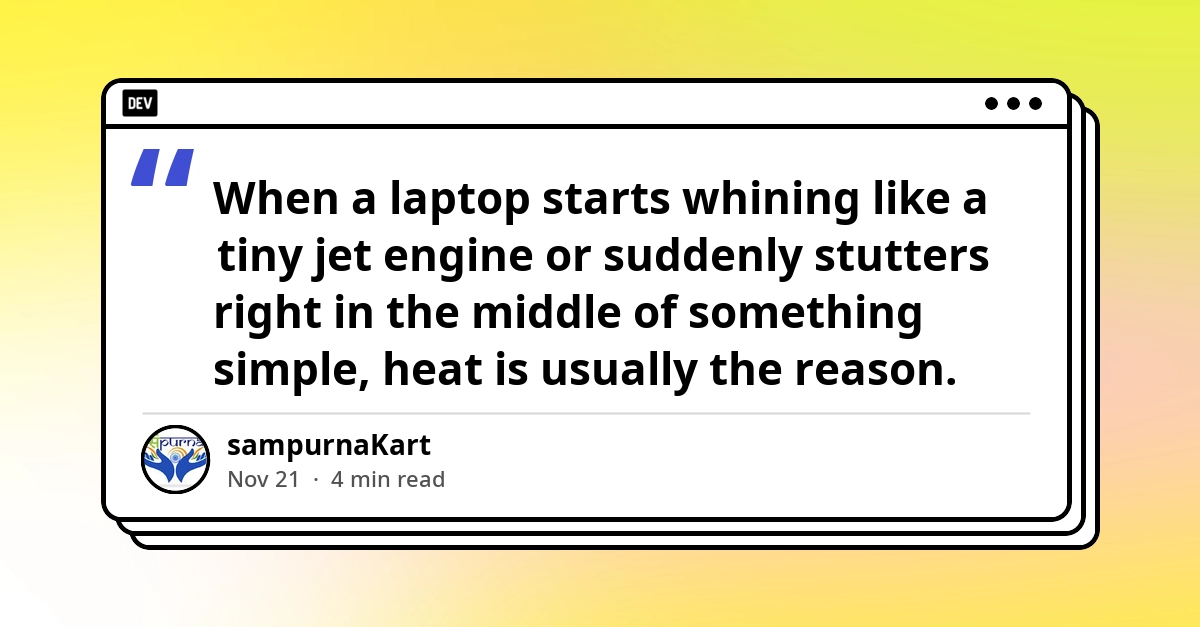 DEV
“ When a laptop starts whining like a
tiny jet engine or suddenly stutters
right in the middle of something
simple, heat is usually the reason.
purna
sampurnaKart
Nov 21 · 4 min read